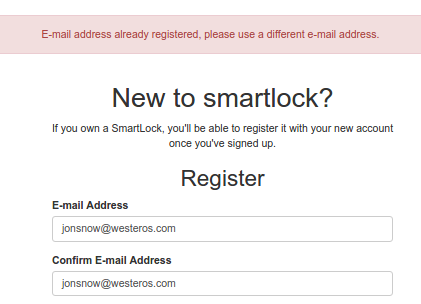 E-mail address already registered, please use a different e-mail address.
New to smartlock?
If you own a SmartLock, you'll be able to register it with your new account
once you've signed up.
Register
E-mail Address
jonsnow@westeros.com
Confirm E-mail Address
jonsnow@westeros.com